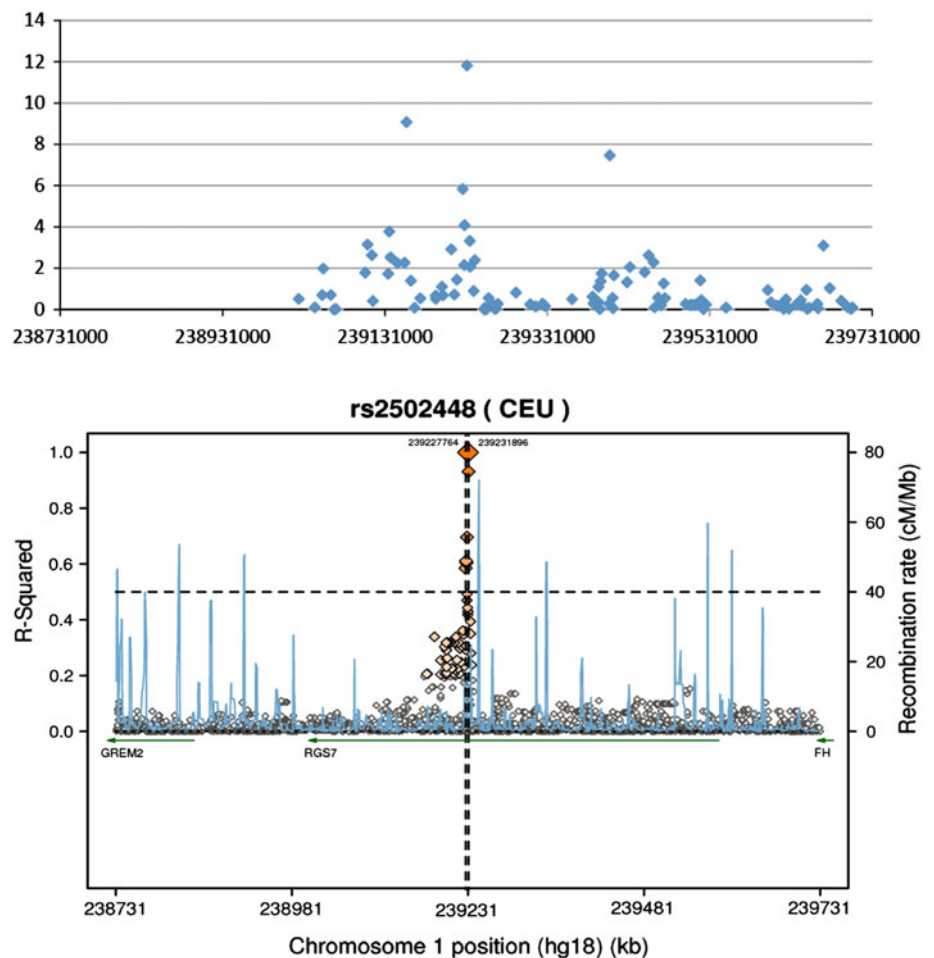 14
12
10
8
6
4
2
0
238731000 238931000 239131000 239331000 239531000 239731000
rs2502448 ( CEU )
239227764 239231896
1.0 80
0.8 60
0.6 40
0.4
0.2 20
0.0 0
R-Squared
Recombination rate (cM/Mb)
GREM2 RGS7 FH
238731 238981 239231 239481 239731
Chromosome 1 position (hg18) (kb)